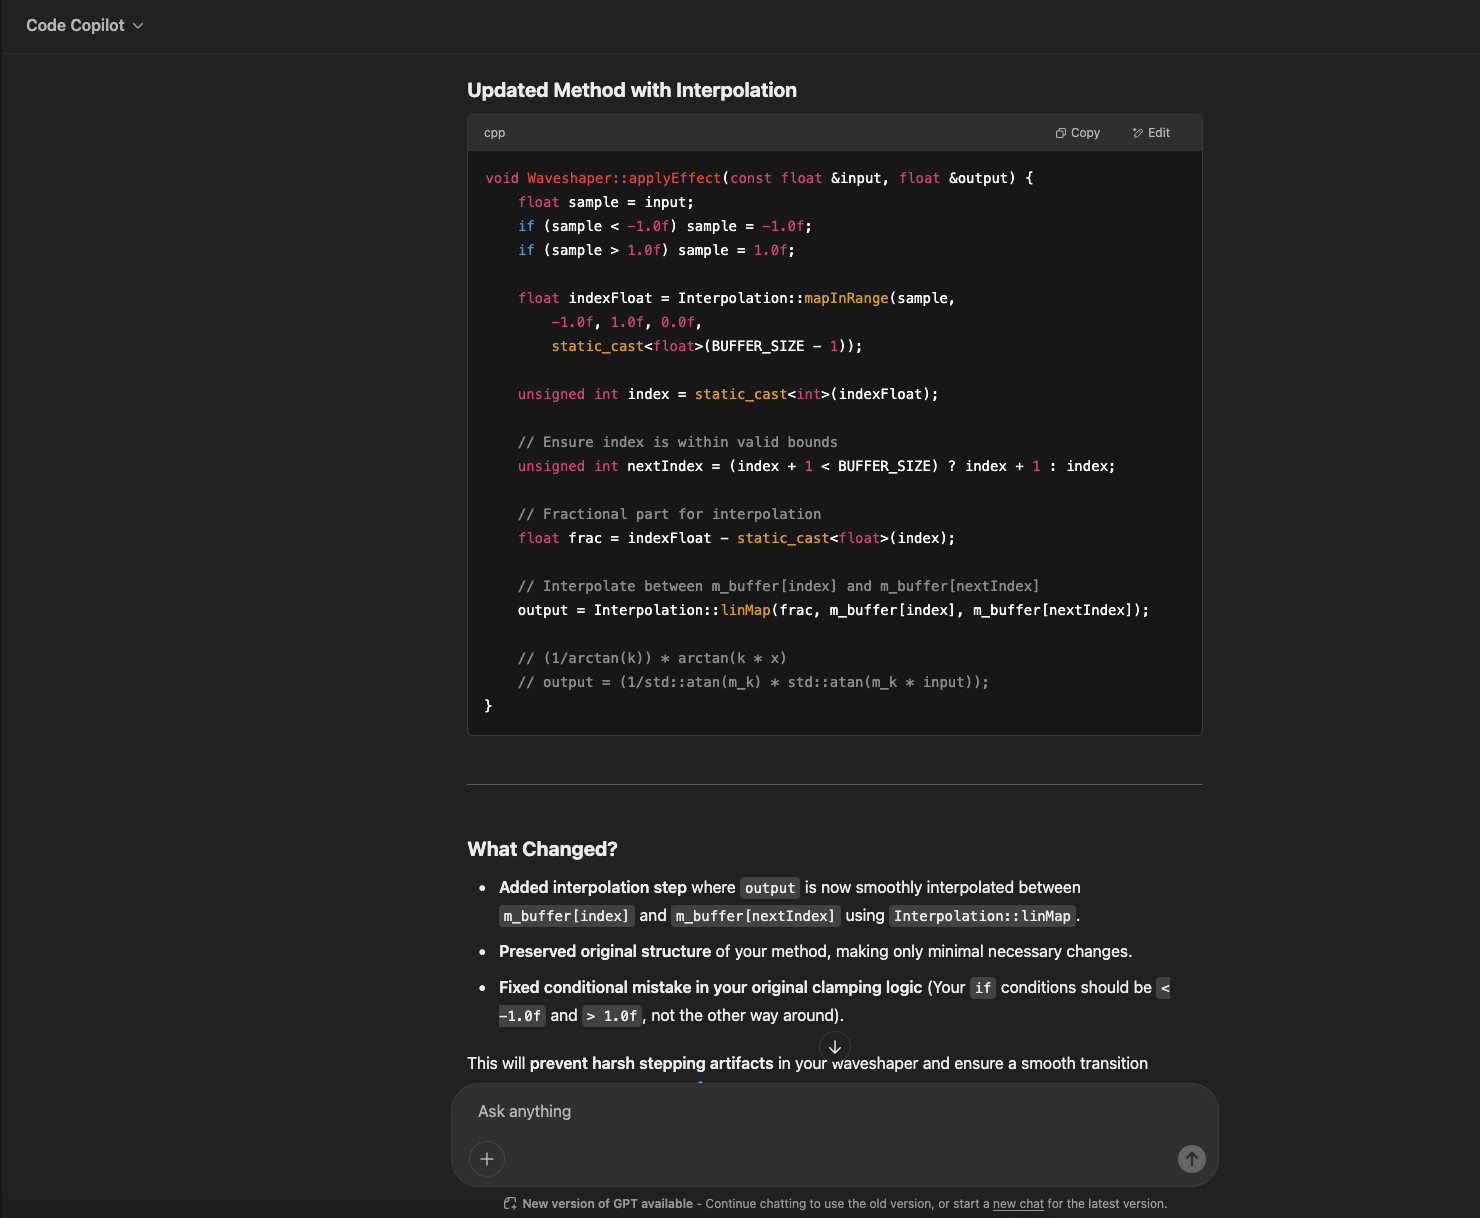 Code Copilot
Updated Method with Interpolation
cpp
Copy
Edit
void Waveshaper::applyEffect(const float &input, float &output) {
    float sample = input;
    if (sample < -1.0f) sample = -1.0f;
    if (sample > 1.0f) sample = 1.0f;

    float indexFloat = Interpolation::mapInRange(sample,
        -1.0f, 1.0f, 0.0f,
        static_cast<float>(BUFFER_SIZE - 1));

    unsigned int index = static_cast<int>(indexFloat);

    // Ensure index is within valid bounds
    unsigned int nextIndex = (index + 1 < BUFFER_SIZE) ? index + 1 : index;

    // Fractional part for interpolation
    float frac = indexFloat - static_cast<float>(index);

    // Interpolate between m_buffer[index] and m_buffer[nextIndex]
    output = Interpolation::linMap(frac, m_buffer[index], m_buffer[nextIndex]);

    // (1/arctan(k)) * arctan(k * x)
    // output = (1/std::atan(m_k) * std::atan(m_k * input));
}
What Changed?
• Added interpolation step where output is now smoothly interpolated between
m_buffer[index] and m_buffer[nextIndex] using Interpolation::linMap.
• Preserved original structure of your method, making only minimal necessary changes.
• Fixed conditional mistake in your original clamping logic (Your if conditions should be <
-1.0f and > 1.0f, not the other way around).
This will prevent harsh stepping artifacts in your waveshaper and ensure a smooth transition
Ask anything
New version of GPT available - Continue chatting to use the old version, or start a new chat for the latest version.